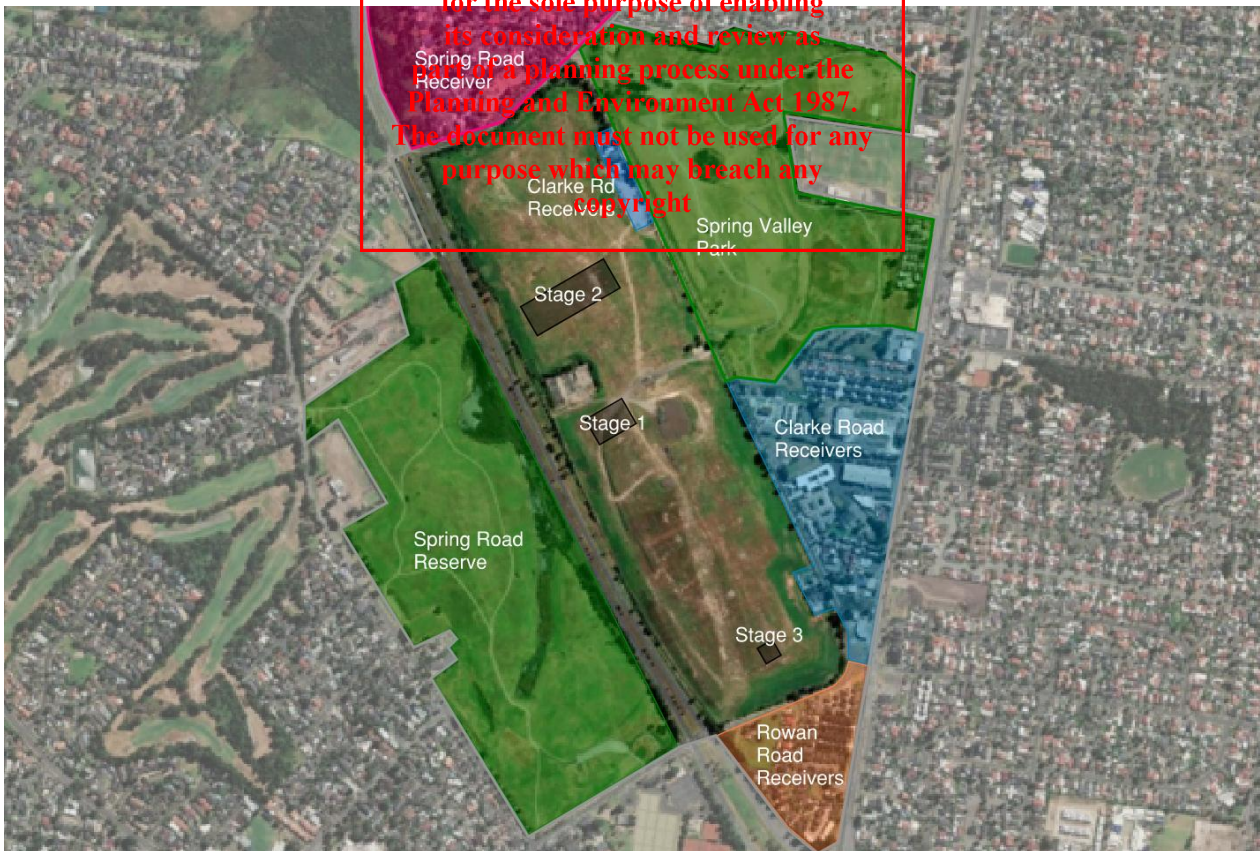 for the sole purpose of enabling
its consideration and review as
part of a planning process under the
Planning and Environment Act 1987.
The document must not be used for any
purpose which may breach any
copyright
Spring Road
Receiver
Clarke Rd
Receivers
Spring Valley
Park
Stage 2
Stage 1
Clarke Road
Receivers
Spring Road
Reserve
Stage 3
Rowan
Road
Receivers